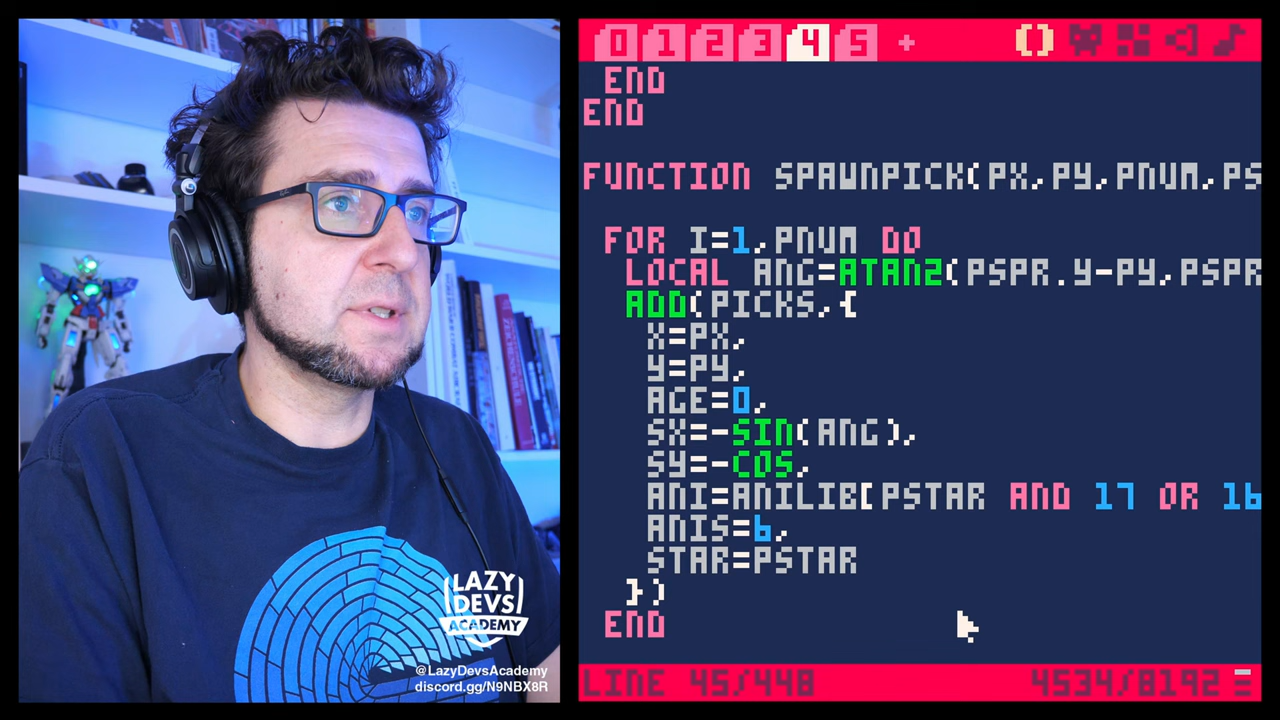 LAZY
DEVS
ACADEMY
@LazyDevsAcademy
discord.gg/N9NBX8R
0 1 2 3 4 5 +
END
END
FUNCTION SPAWNPICK(PX,PY,PNUM,PS
FOR I=1,PNUM DO
LOCAL ANG=ATAN2(PSPR.Y-PY,PSPR
ADD(PICKS,{
X=PX,
Y=PY,
AGE=0,
SX=-SIN(ANG),
SY=-COS,
ANI=ANILIB[PSTAR AND 17 OR 16
ANIS=6,
STAR=PSTAR
})
END
LINE 45/448 4534/8192